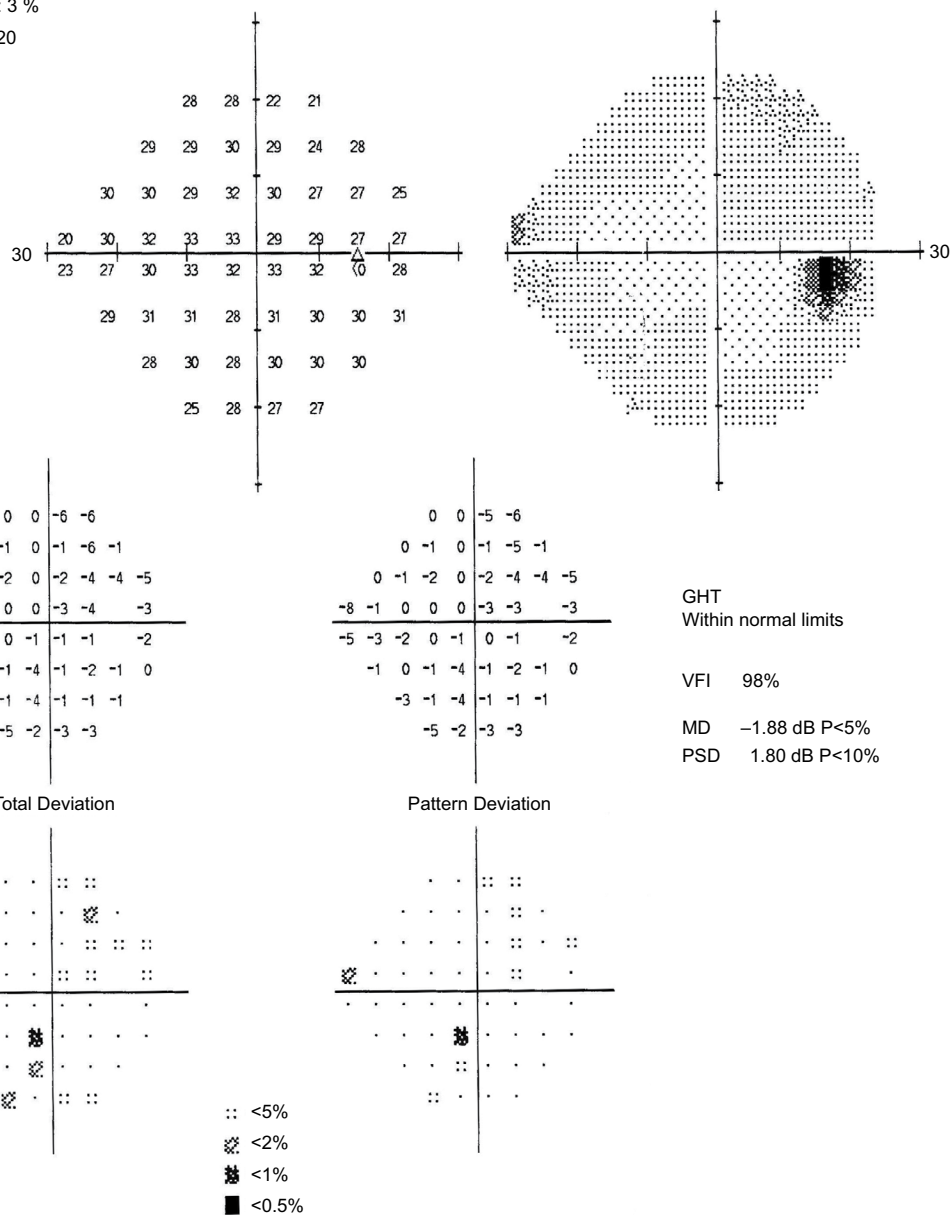 : 3 %
20
28 28 22 21
29 29 30 29 24 28
30 30 29 32 30 27 27 25
20 30 32 33 33 29 29 27 27
30 30
23 27 30 33 32 33 32 <0 28
29 31 31 28 31 30 30 31
28 30 28 30 30 30
25 28 27 27
0 0 -6 -6
-1 0 -1 -6 -1
-2 0 -2 -4 -4 -5
0 0 -3 -4 -3
0 -1 -1 -1 -2
-1 -4 -1 -2 -1 0
-1 -4 -1 -1 -1
-5 -2 -3 -3
Total Deviation
0 0 -5 -6
0 -1 0 -1 -5 -1
0 -1 -2 0 -2 -4 -4 -5
-8 -1 0 0 0 -3 -3 -3
-5 -3 -2 0 -1 0 -1 -2
-1 0 -1 -4 -1 -2 -1 0
-3 -1 -4 -1 -1 -1
-5 -2 -3 -3
Pattern Deviation
GHT
Within normal limits
VFI 98%
MD –1.88 dB P<5%
PSD 1.80 dB P<10%
:: <5%
<2%
<1%
<0.5%